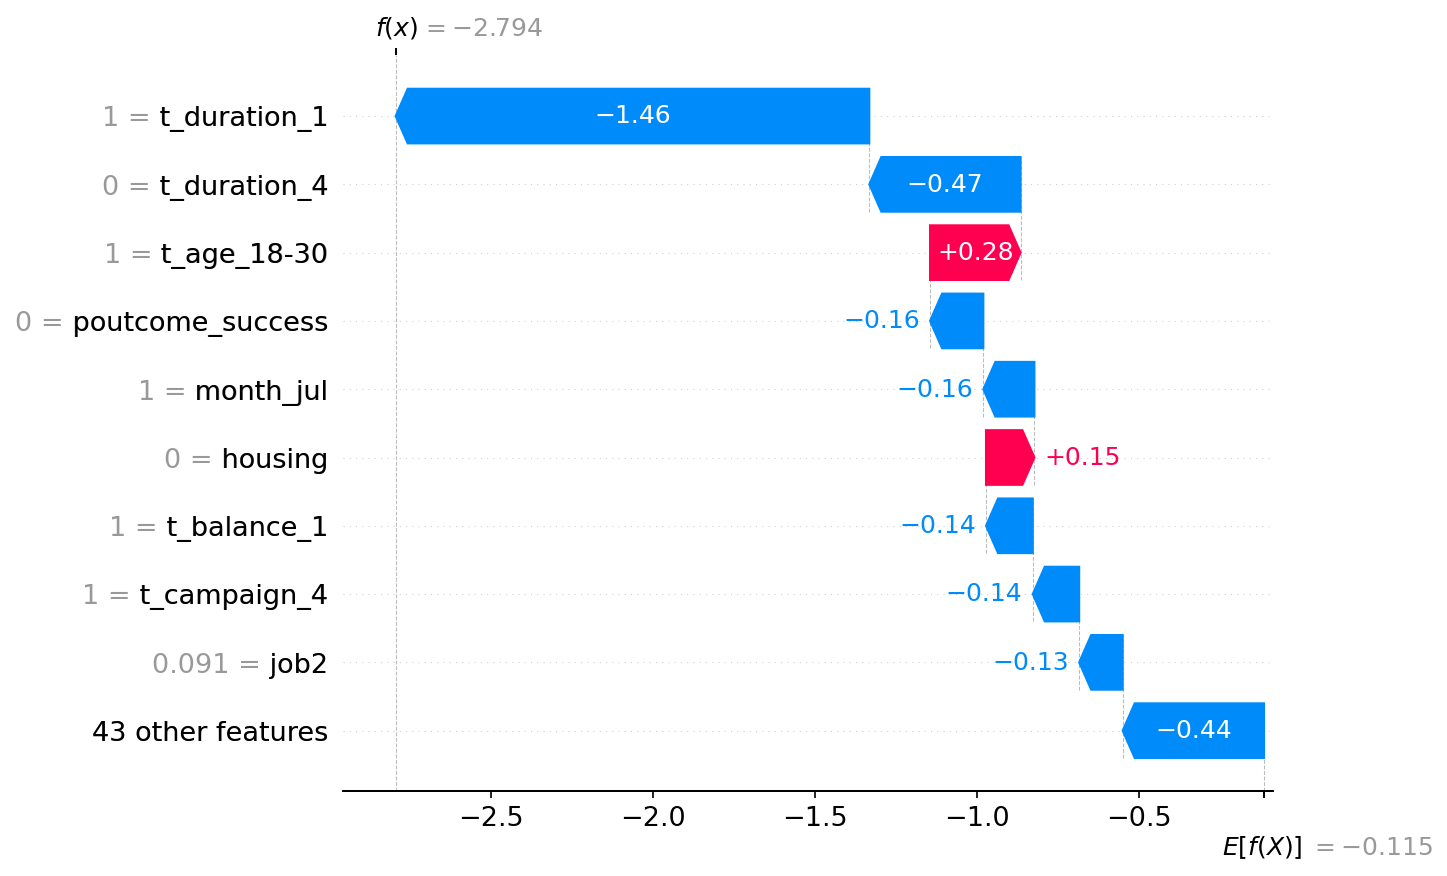 f(x) = −2.794
1 = t_duration_1
−1.46
0 = t_duration_4
−0.47
1 = t_age_18-30
+0.28
0 = poutcome_success
−0.16
1 = month_jul
−0.16
0 = housing
+0.15
1 = t_balance_1
−0.14
1 = t_campaign_4
−0.14
0.091 = job2
−0.13
43 other features
−0.44
−2.5 −2.0 −1.5 −1.0 −0.5
E[f(X)] = −0.115